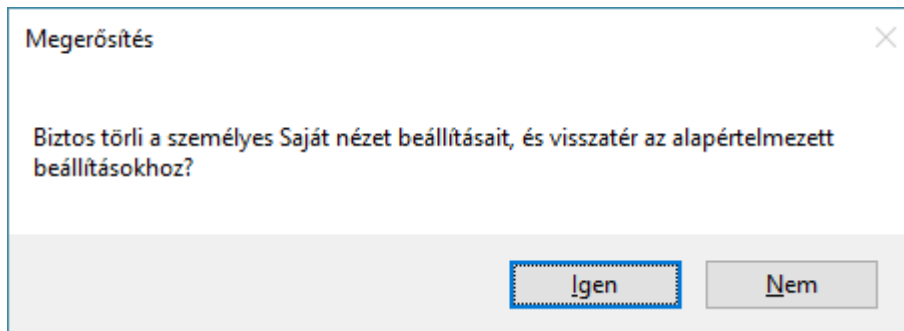 Megerősítés
Biztos törli a személyes Saját nézet beállításait, és visszatér az alapértelmezett
beállításokhoz?
Igen
Nem